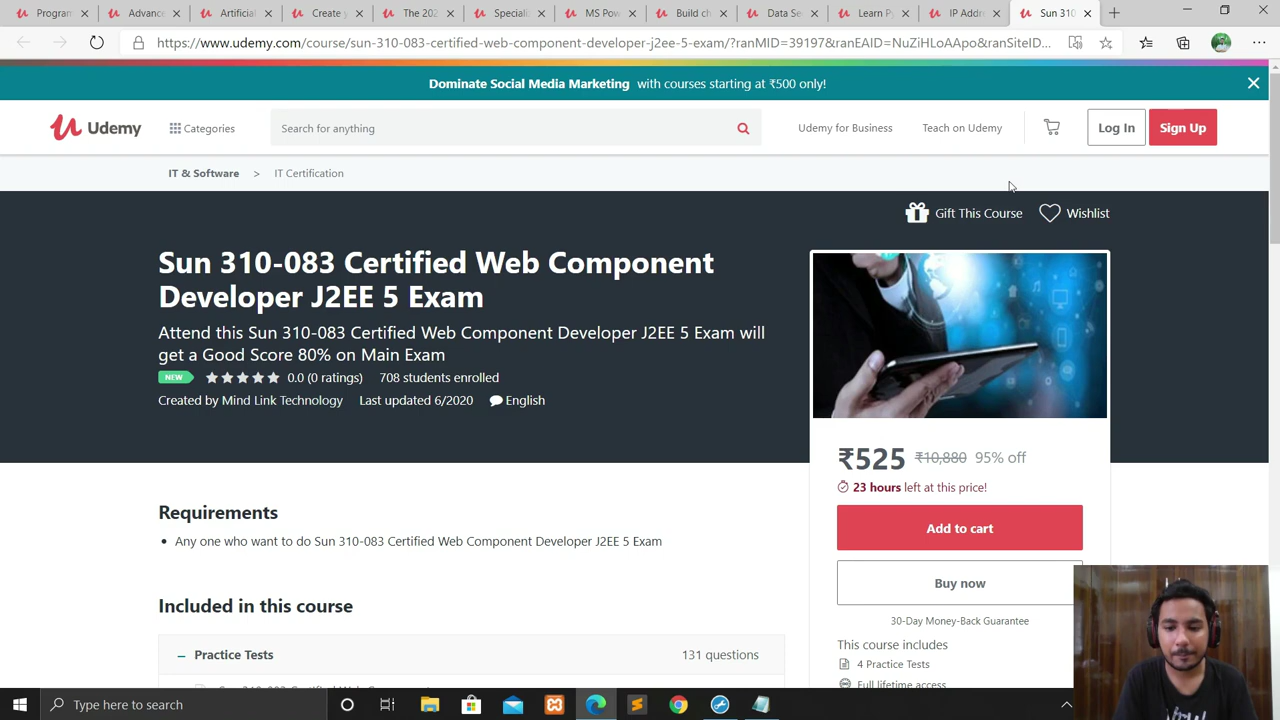 Program
Advanc
Artificial
Create y
The 202
Speciali
MS Pow
Build ch
Data Se
Learn Py
IP Addre
Sun 310
https://www.udemy.com/course/sun-310-083-certified-web-component-developer-j2ee-5-exam/?ranMID=39197&ranEAID=NuZiHLoAApo&ranSiteID...
Dominate Social Media Marketing with courses starting at ₹500 only!
Udemy
Categories
Search for anything
Udemy for Business
Teach on Udemy
Log In
Sign Up
IT & Software > IT Certification
Gift This Course
Wishlist
Sun 310-083 Certified Web Component
Developer J2EE 5 Exam
Attend this Sun 310-083 Certified Web Component Developer J2EE 5 Exam will
get a Good Score 80% on Main Exam
NEW 0.0 (0 ratings) 708 students enrolled
Created by Mind Link Technology Last updated 6/2020 English
₹525 ₹10,880 95% off
23 hours left at this price!
Add to cart
Buy now
30-Day Money-Back Guarantee
This course includes
4 Practice Tests
Full lifetime access
Requirements
Any one who want to do Sun 310-083 Certified Web Component Developer J2EE 5 Exam
Included in this course
Practice Tests 131 questions
Type here to search